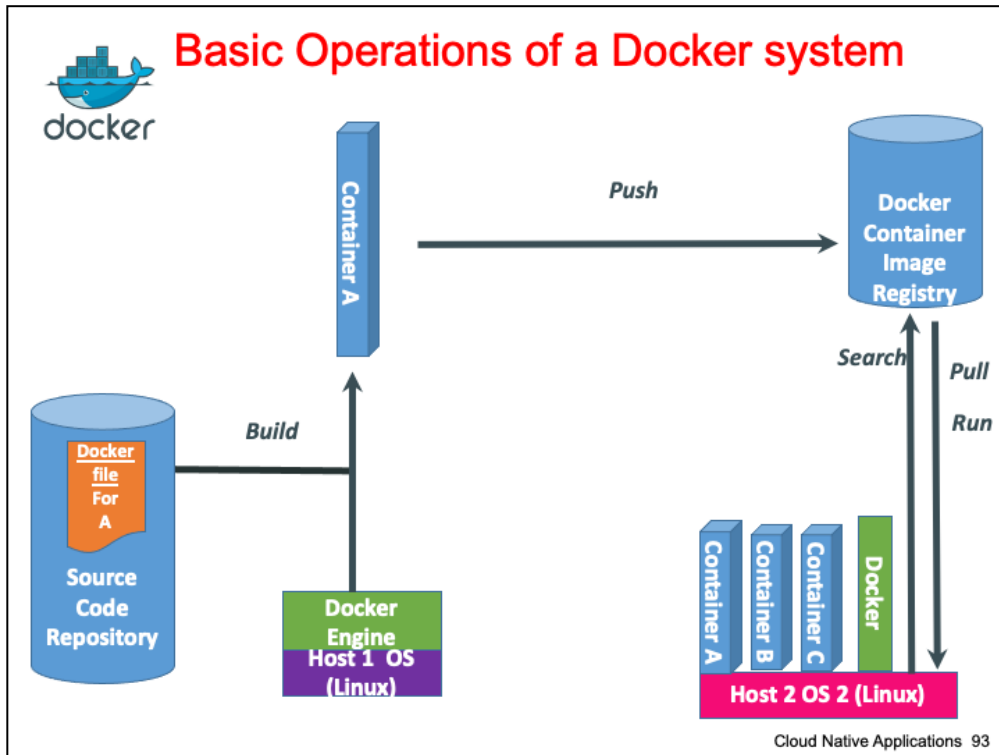 Basic Operations of a Docker system
docker
Container A
Push
Docker
Container
Image
Registry
Search
Pull
Run
Build
Docker
file
For
A
Source
Code
Repository
Docker
Engine
Host 1 OS
(Linux)
Container A
Container B
Container C
Docker
Host 2 OS 2 (Linux)
Cloud Native Applications 93